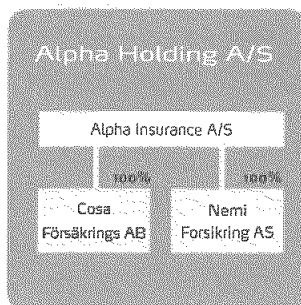 Alpha Holding A/S
Alpha Insurance A/S
100%
100%
Cosa
Försäkrings AB
Nemi
Forsikring AS